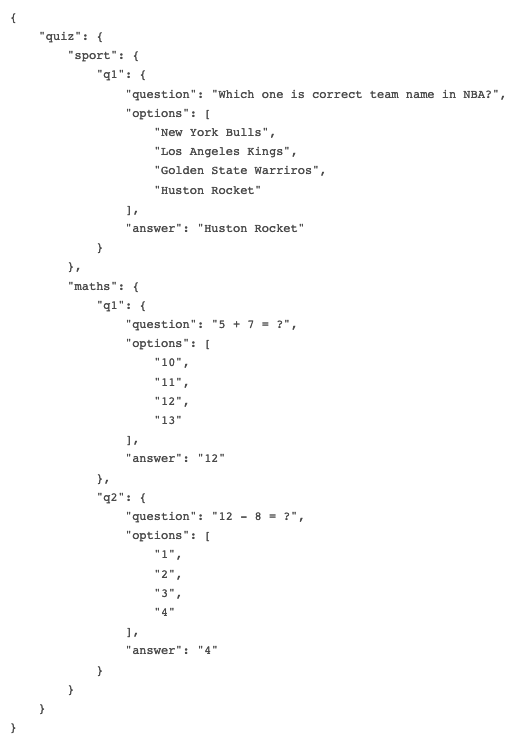 {
    "quiz": {
        "sport": {
            "q1": {
                "question": "Which one is correct team name in NBA?",
                "options": [
                    "New York Bulls",
                    "Los Angeles Kings",
                    "Golden State Warriros",
                    "Huston Rocket"
                ],
                "answer": "Huston Rocket"
            }
        },
        "maths": {
            "q1": {
                "question": "5 + 7 = ?",
                "options": [
                    "10",
                    "11",
                    "12",
                    "13"
                ],
                "answer": "12"
            },
            "q2": {
                "question": "12 - 8 = ?",
                "options": [
                    "1",
                    "2",
                    "3",
                    "4"
                ],
                "answer": "4"
            }
        }
    }
}